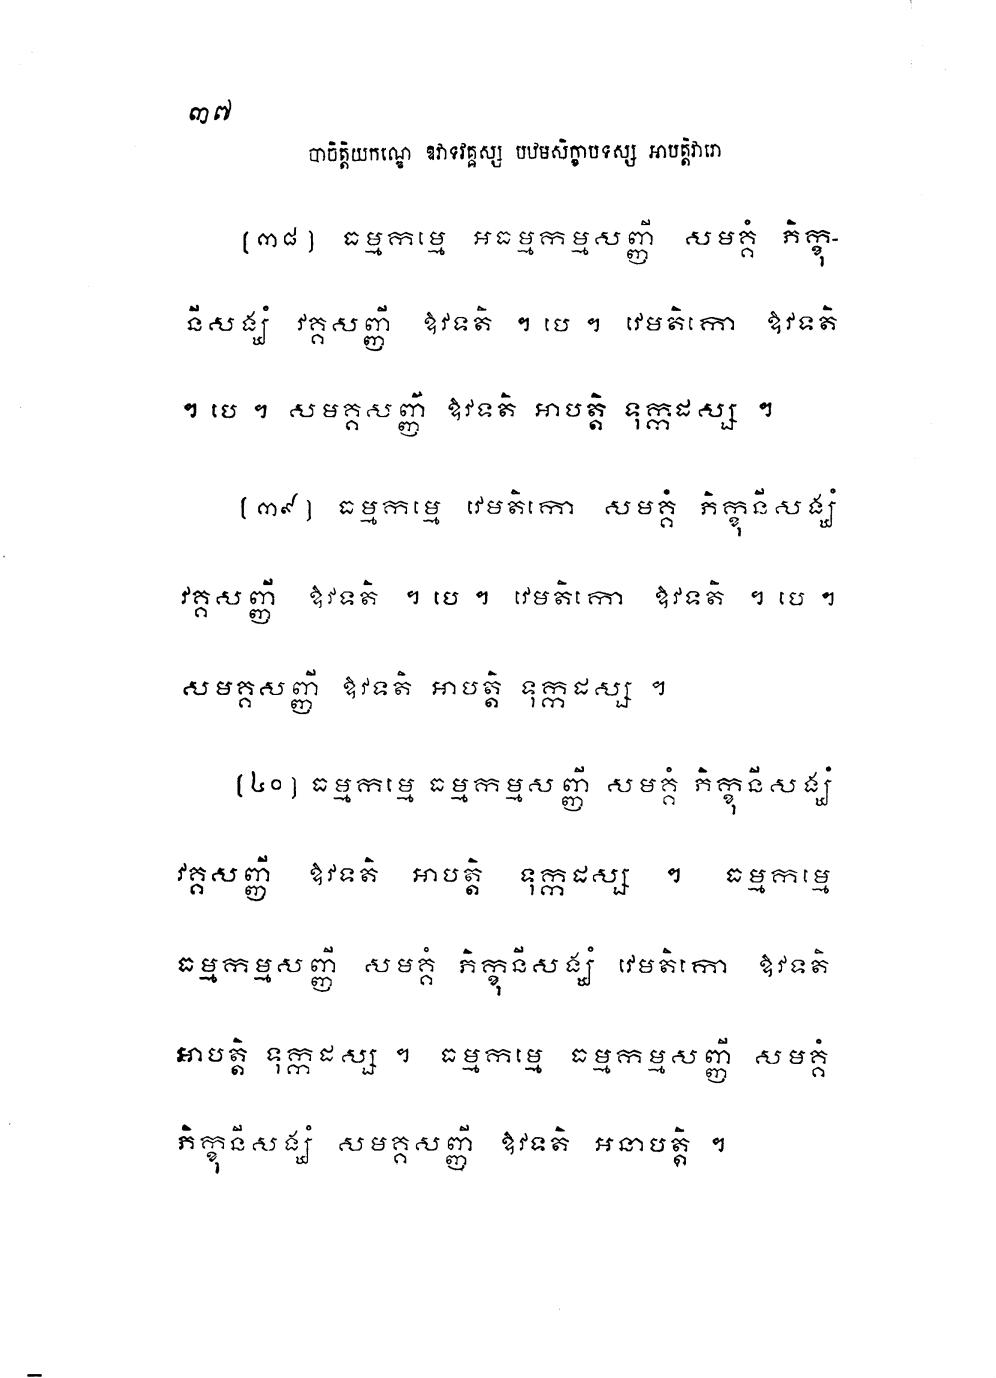 ៣៧
បាចិត្តិយកណ្ឌេ ឱវាទវគ្គស្ស បឋមសិក្ខាបទស្ស អាបត្តិវារោ
[៣៨] ធម្មកម្មេ អធម្មកម្មសញ្ញី សមគ្គំ ភិក្ខុ-
នីសង្ឃំ វគ្គសញ្ញី ឱវទតិ ។ បេ ។ វេមតិកោ ឱវទតិ
។ បេ ។ សមគ្គសញ្ញី ឱវទតិ អាបត្តិ ទុក្កដស្ស ។
[៣៩] ធម្មកម្មេ វេមតិកោ សមគ្គំ ភិក្ខុនីសង្ឃំ
វគ្គសញ្ញី ឱវទតិ ។ បេ ។ វេមតិកោ ឱវទតិ ។ បេ ។
សមគ្គសញ្ញី ឱវទតិ អាបត្តិ ទុក្កដស្ស ។
[៤០] ធម្មកម្មេ ធម្មកម្មសញ្ញី សមគ្គំ ភិក្ខុនីសង្ឃំ
វគ្គសញ្ញី ឱវទតិ អាបត្តិ ទុក្កដស្ស ។ ធម្មកម្មេ
ធម្មកម្មសញ្ញី សមគ្គំ ភិក្ខុនីសង្ឃំ វេមតិកោ ឱវទតិ
អាបត្តិ ទុក្កដស្ស ។ ធម្មកម្មេ ធម្មកម្មសញ្ញី សមគ្គំ
ភិក្ខុនីសង្ឃំ សមគ្គសញ្ញី ឱវទតិ អនាបត្តិ ។